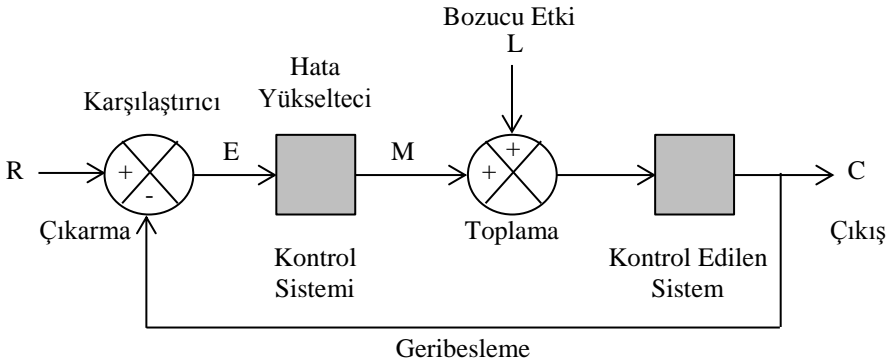 Bozucu Etki
L
Hata
Yükselteci
Karşılaştırıcı
R
+
-
E
M
+
+
C
Çıkarma
Toplama
Çıkış
Kontrol
Sistemi
Kontrol Edilen
Sistem
Geribesleme